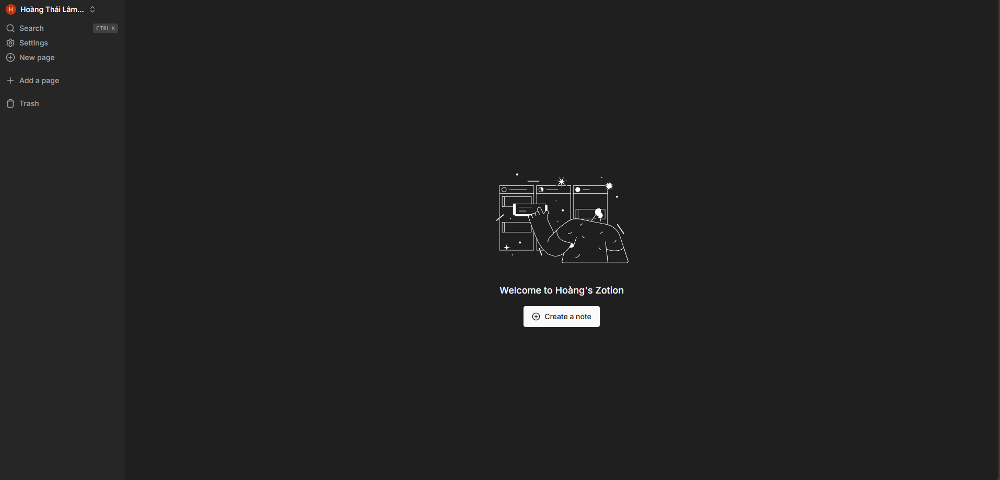 H
Hoàng Thái Lâm...
Search
CTRL K
Settings
New page
Add a page
Trash
Welcome to Hoàng's Zotion
Create a note